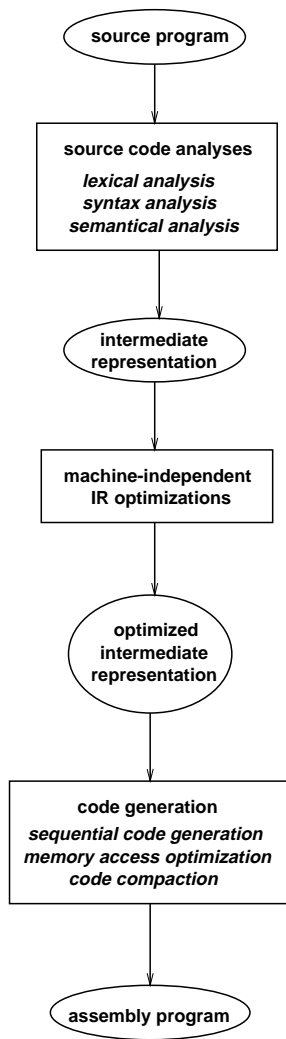 source program
source code analyses
lexical analysis
syntax analysis
semantical analysis
intermediate
representation
machine-independent
IR optimizations
optimized
intermediate
representation
code generation
sequential code generation
memory access optimization
code compaction
assembly program